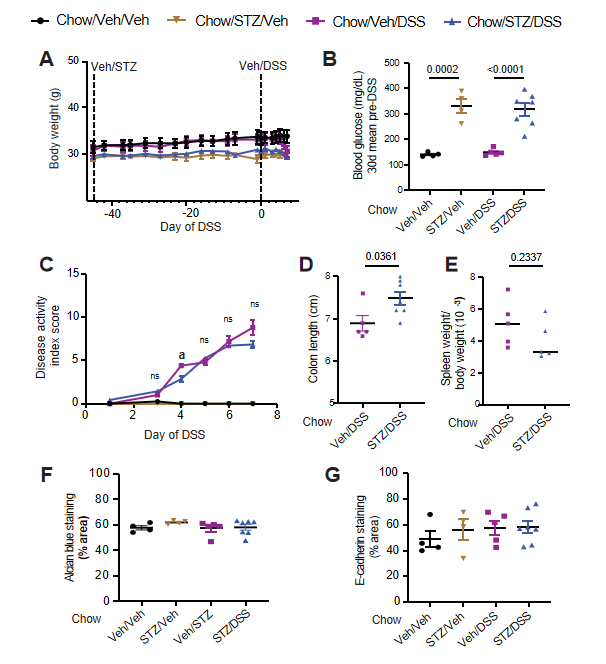 Chow/Veh/Veh Chow/STZ/Veh Chow/Veh/DSS Chow/STZ/DSS
A
Veh/STZ
Veh/DSS
Body weight (g)
50
40
30
-40
-20
0
Day of DSS
B
Blood glucose (mg/dL)
30d mean pre-DSS
500
400
300
200
100
0
0.0002
<0.0001
Chow
Veh/Veh
STZ/Veh
Veh/DSS
STZ/DSS
C
Disease activity
index score
15
10
5
0
ns
a
ns
ns
ns
0
2
4
6
8
Day of DSS
D
Colon length (cm)
9
8
7
6
5
0.0361
Chow
Veh/DSS
STZ/DSS
E
Spleen weight/
body weight (10 -3)
8
6
4
2
0
0.2337
Chow
Veh/DSS
STZ/DSS
F
Alcian blue staining
(% area)
100
80
60
40
20
0
Chow
Veh/Veh
STZ/Veh
Veh/STZ
STZ/DSS
G
E-cadherin staining
(% area)
100
80
60
40
20
0
Chow
Veh/Veh
STZ/Veh
Veh/DSS
STZ/DSS